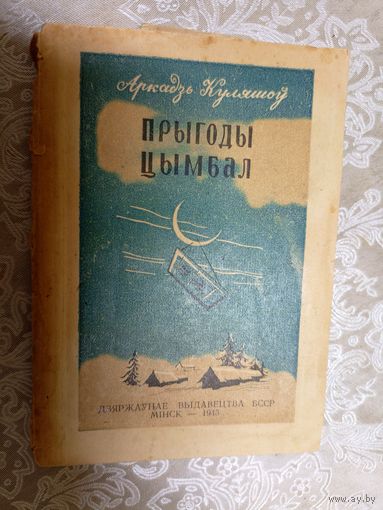 Аркадзь Куляшоў
ПРЫГОДЫ
ЦЫМБАЛ
ДЗЯРЖАУНАЕ ВЫДАВЕЦТВА БССР
МІНСК — 1945
www.ay.by